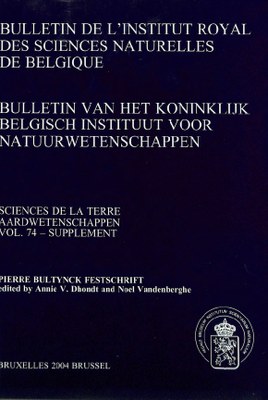 BULLETIN DE L'INSTITUT ROYAL
DES SCIENCES NATURELLES
DE BELGIQUE
BULLETIN VAN HET KONINKLIJK
BELGISCH INSTITUUT VOOR
NATUURWETENSCHAPPEN
SCIENCES DE LA TERRE
AARDWETENSCHAPPEN
VOL. 74 – SUPPLEMENT
PIERRE BULTYNCK FESTSCHRIFT
edited by Annie V. Dhondt and Noel Vandenberghe
BRUXELLES 2004 BRUSSEL